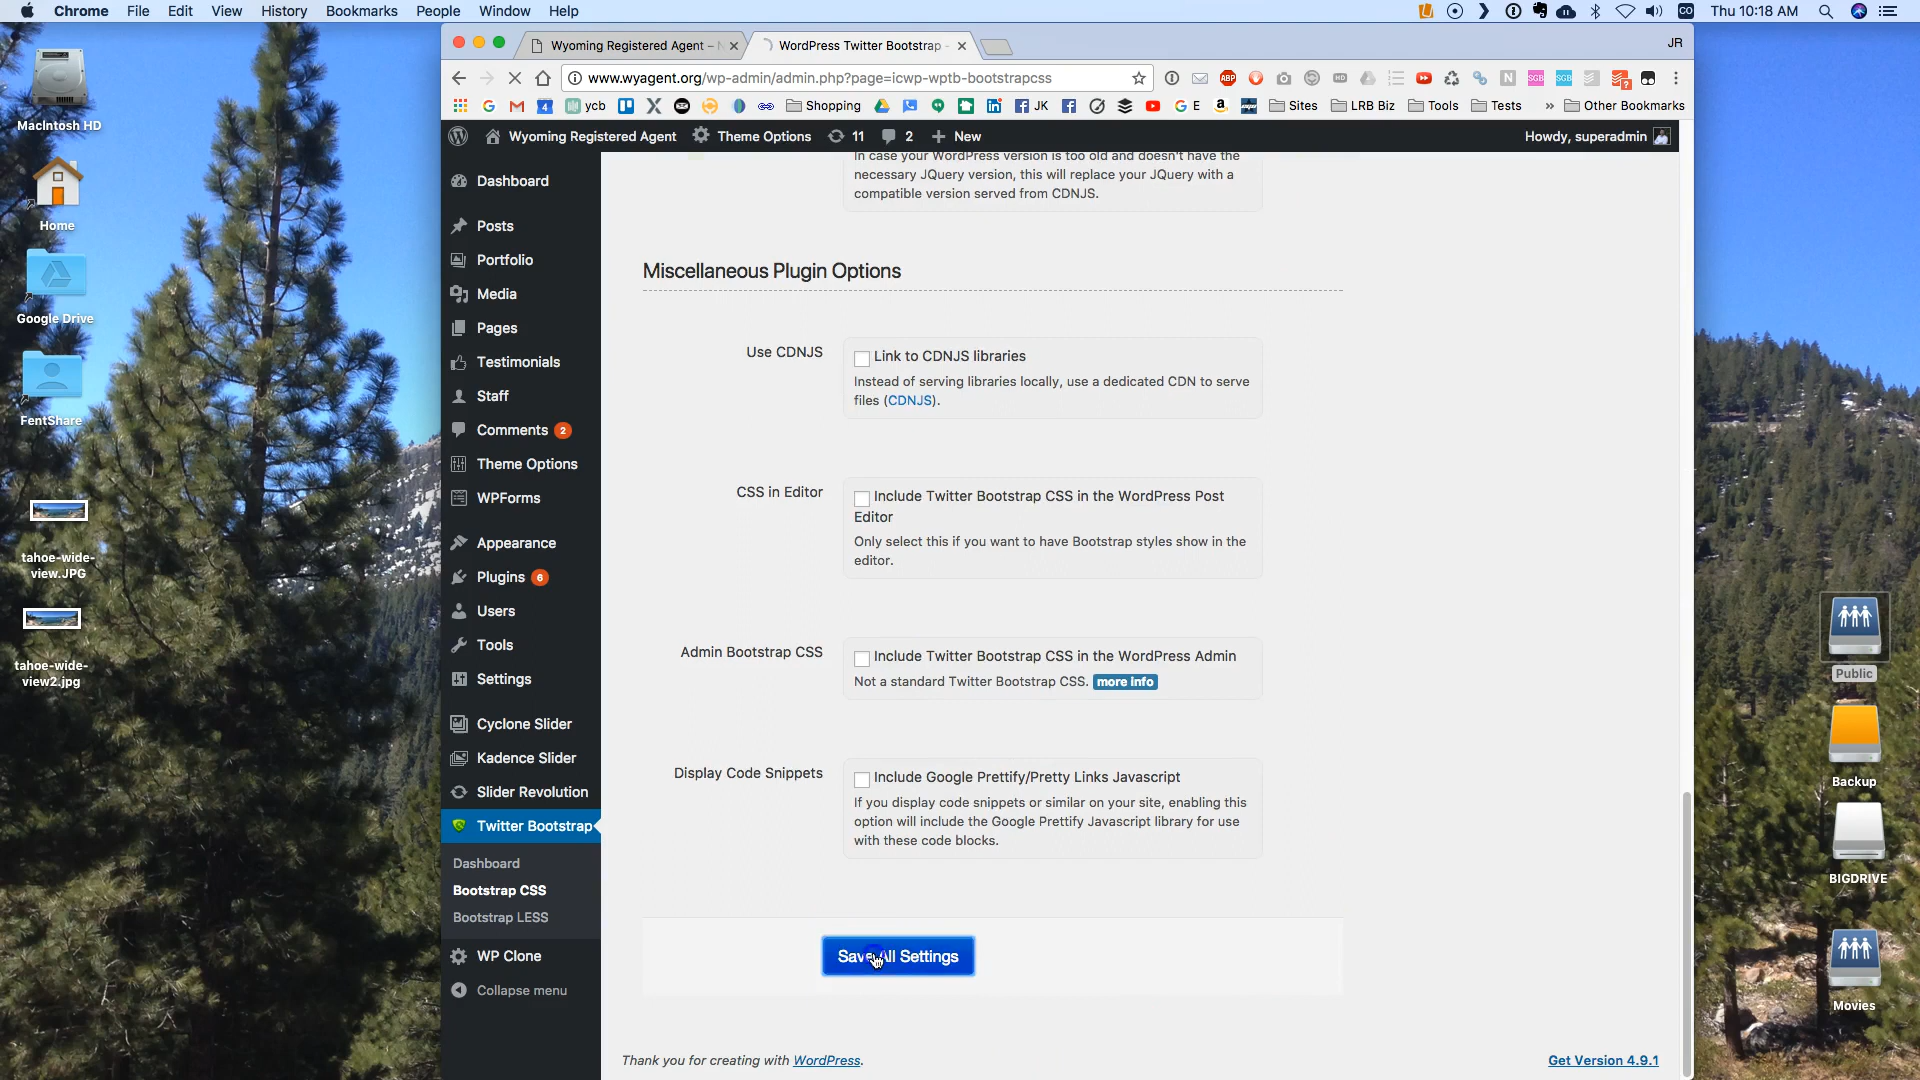 Chrome File Edit View History Bookmarks People Window Help
CO Thu 10:18 AM
Wyoming Registered Agent –
WordPress Twitter Bootstrap -
JR
www.wyagent.org/wp-admin/admin.php?page=icwp-wptb-bootstrapcss
ABP HD N SGB SGB
ycb Shopping JK G E Sites LRB Biz Tools Tests » Other Bookmarks
Wyoming Registered Agent Theme Options 11 2 + New
Howdy, superadmin
Macintosh HD
Home
Google Drive
FentShare
tahoe-wide-
view.JPG
tahoe-wide-
view2.jpg
Dashboard
Posts
Portfolio
Media
Pages
Testimonials
Staff
Comments 2
Theme Options
WPForms
Appearance
Plugins 6
Users
Tools
Settings
Cyclone Slider
Kadence Slider
Slider Revolution
Twitter Bootstrap
Dashboard
Bootstrap CSS
Bootstrap LESS
WP Clone
Collapse menu
In case your WordPress version is too old and doesn't have the
necessary JQuery version, this will replace your JQuery with a
compatible version served from CDNJS.
Miscellaneous Plugin Options
Use CDNJS
Link to CDNJS libraries
Instead of serving libraries locally, use a dedicated CDN to serve
files (CDNJS).
CSS in Editor
Include Twitter Bootstrap CSS in the WordPress Post
Editor
Only select this if you want to have Bootstrap styles show in the
editor.
Admin Bootstrap CSS
Include Twitter Bootstrap CSS in the WordPress Admin
Not a standard Twitter Bootstrap CSS. more info
Display Code Snippets
Include Google Prettify/Pretty Links Javascript
If you display code snippets or similar on your site, enabling this
option will include the Google Prettify Javascript library for use
with these code blocks.
Save All Settings
Thank you for creating with WordPress.
Get Version 4.9.1
Public
Backup
BIGDRIVE
Movies